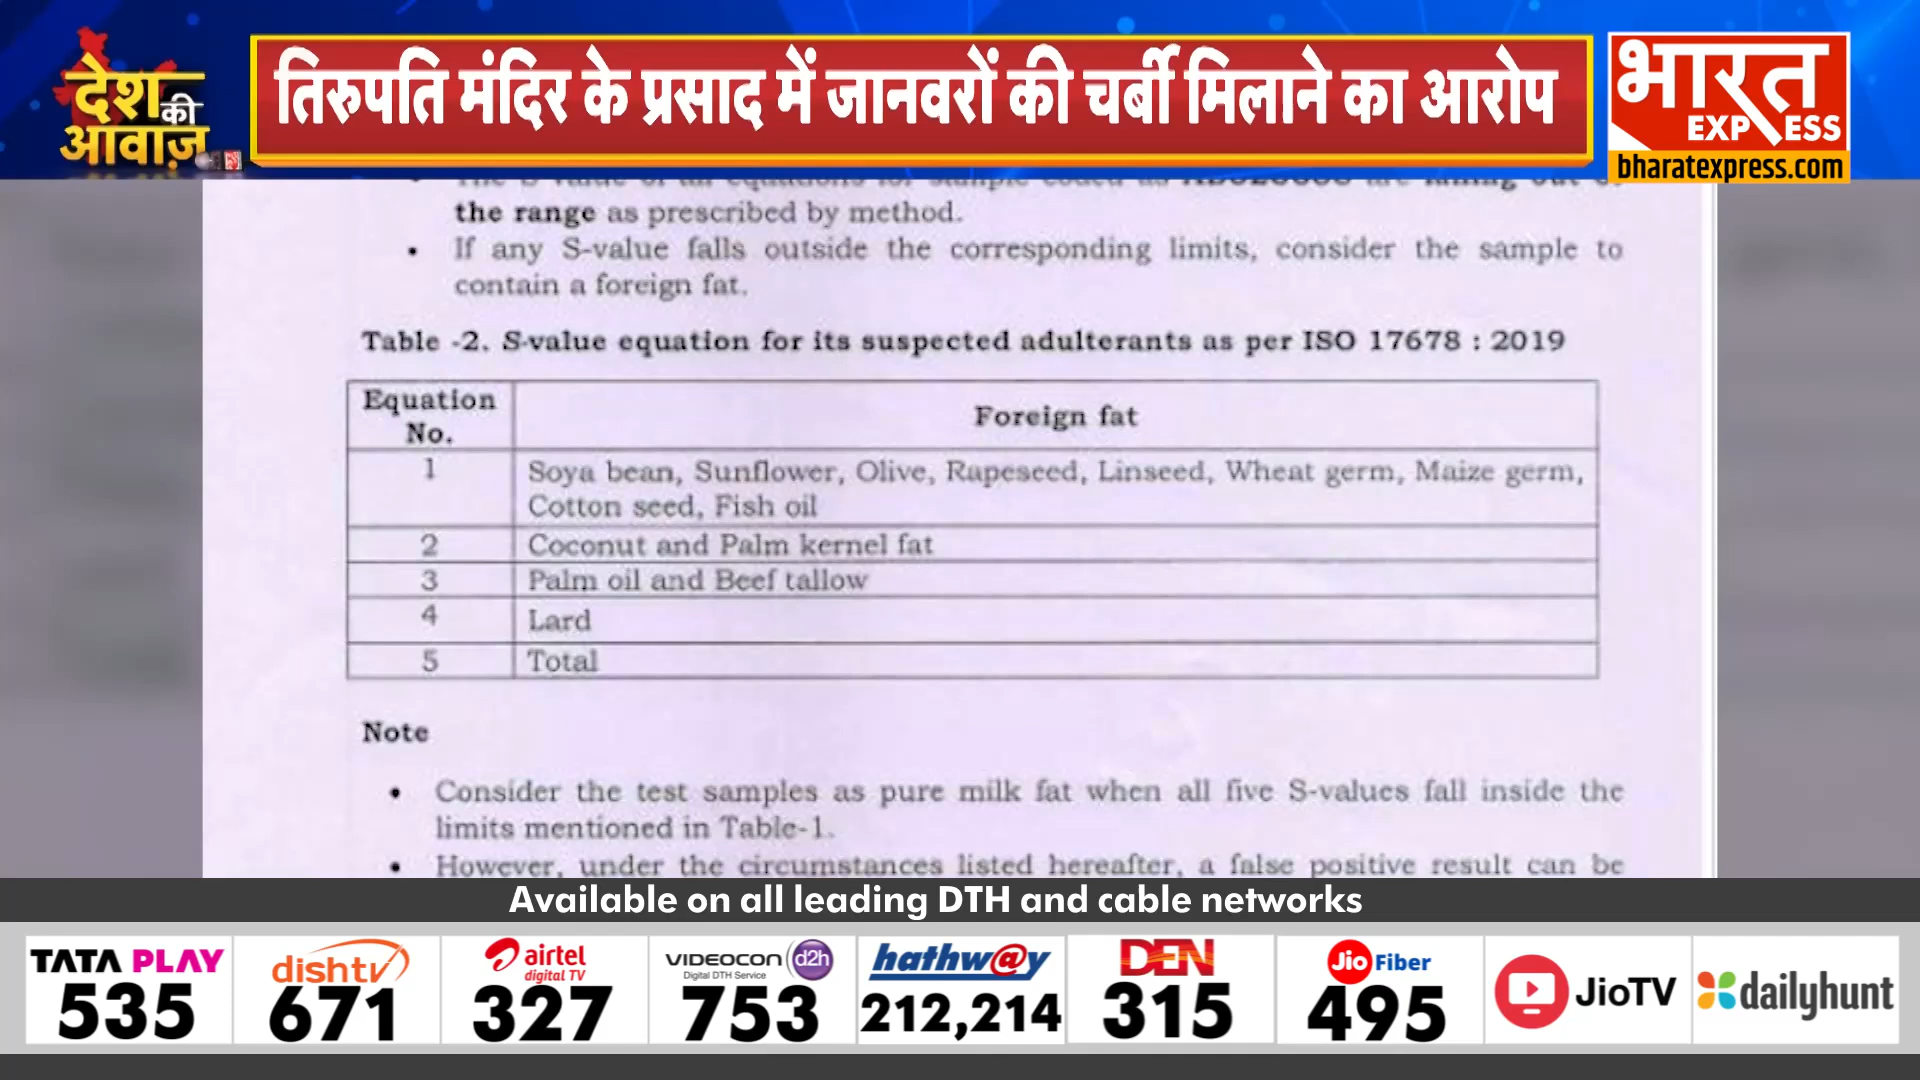 देश
की
आवाज़
तिरुपति मंदिर के प्रसाद में जानवरों की चर्बी मिलाने का आरोप
भारत
EXPRESS
bharatexpress.com
the range as prescribed by method.
• If any S-value falls outside the corresponding limits, consider the sample to
contain a foreign fat.
Table -2. S-value equation for its suspected adulterants as per ISO 17678 : 2019
Equation No. Foreign fat
1 Soya bean, Sunflower, Olive, Rapeseed, Linseed, Wheat germ, Maize germ,
Cotton seed, Fish oil
2 Coconut and Palm kernel fat
3 Palm oil and Beef tallow
4 Lard
5 Total
Note
• Consider the test samples as pure milk fat when all five S-values fall inside the
limits mentioned in Table-1.
• However, under the circumstances listed hereafter, a false positive result can be
Available on all leading DTH and cable networks
TATA PLAY
535
dishtv
671
airtel
digital TV
327
VIDEOCON d2h
Digital DTH Service
753
hathw@y
212,214
DEN
315
Jio Fiber
495
JioTV
dailyhunt